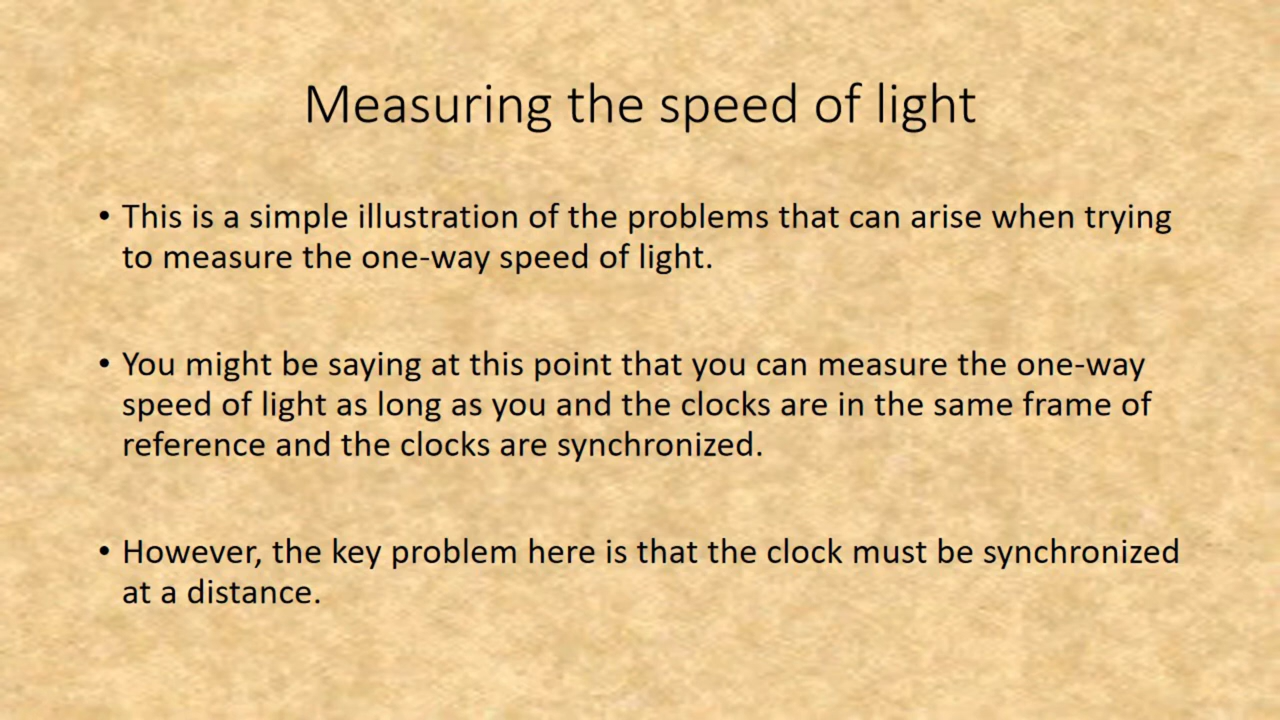 Measuring the speed of light
• This is a simple illustration of the problems that can arise when trying
to measure the one-way speed of light.
• You might be saying at this point that you can measure the one-way
speed of light as long as you and the clocks are in the same frame of
reference and the clocks are synchronized.
• However, the key problem here is that the clock must be synchronized
at a distance.